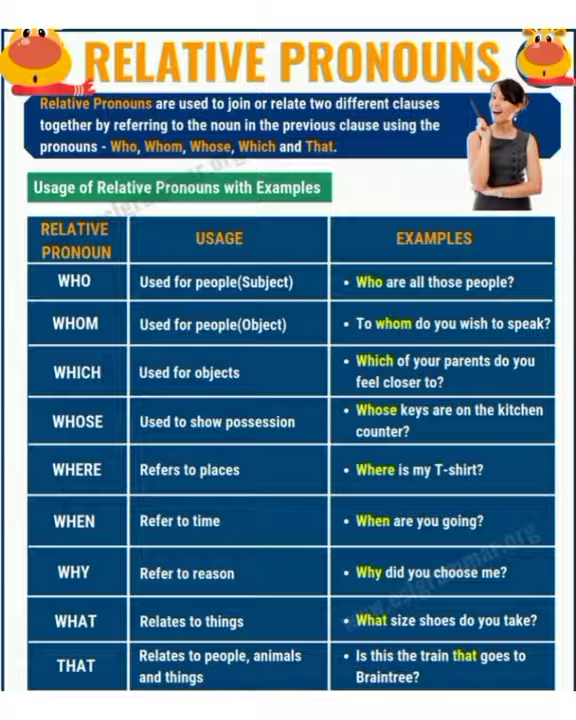 RELATIVE PRONOUNS
Relative Pronouns are used to join or relate two different clauses
together by referring to the noun in the previous clause using the
pronouns - Who, Whom, Whose, Which and That.
Usage of Relative Pronouns with Examples
RELATIVE
PRONOUN
USAGE
EXAMPLES
WHO
Used for people(Subject)
• Who are all those people?
WHOM
Used for people(Object)
• To whom do you wish to speak?
WHICH
Used for objects
• Which of your parents do you
feel closer to?
WHOSE
Used to show possession
• Whose keys are on the kitchen
counter?
WHERE
Refers to places
• Where is my T-shirt?
WHEN
Refer to time
• When are you going?
WHY
Refer to reason
• Why did you choose me?
WHAT
Relates to things
• What size shoes do you take?
THAT
Relates to people, animals
and things
• Is this the train that goes to
Braintree?
www.eslgrammar.org